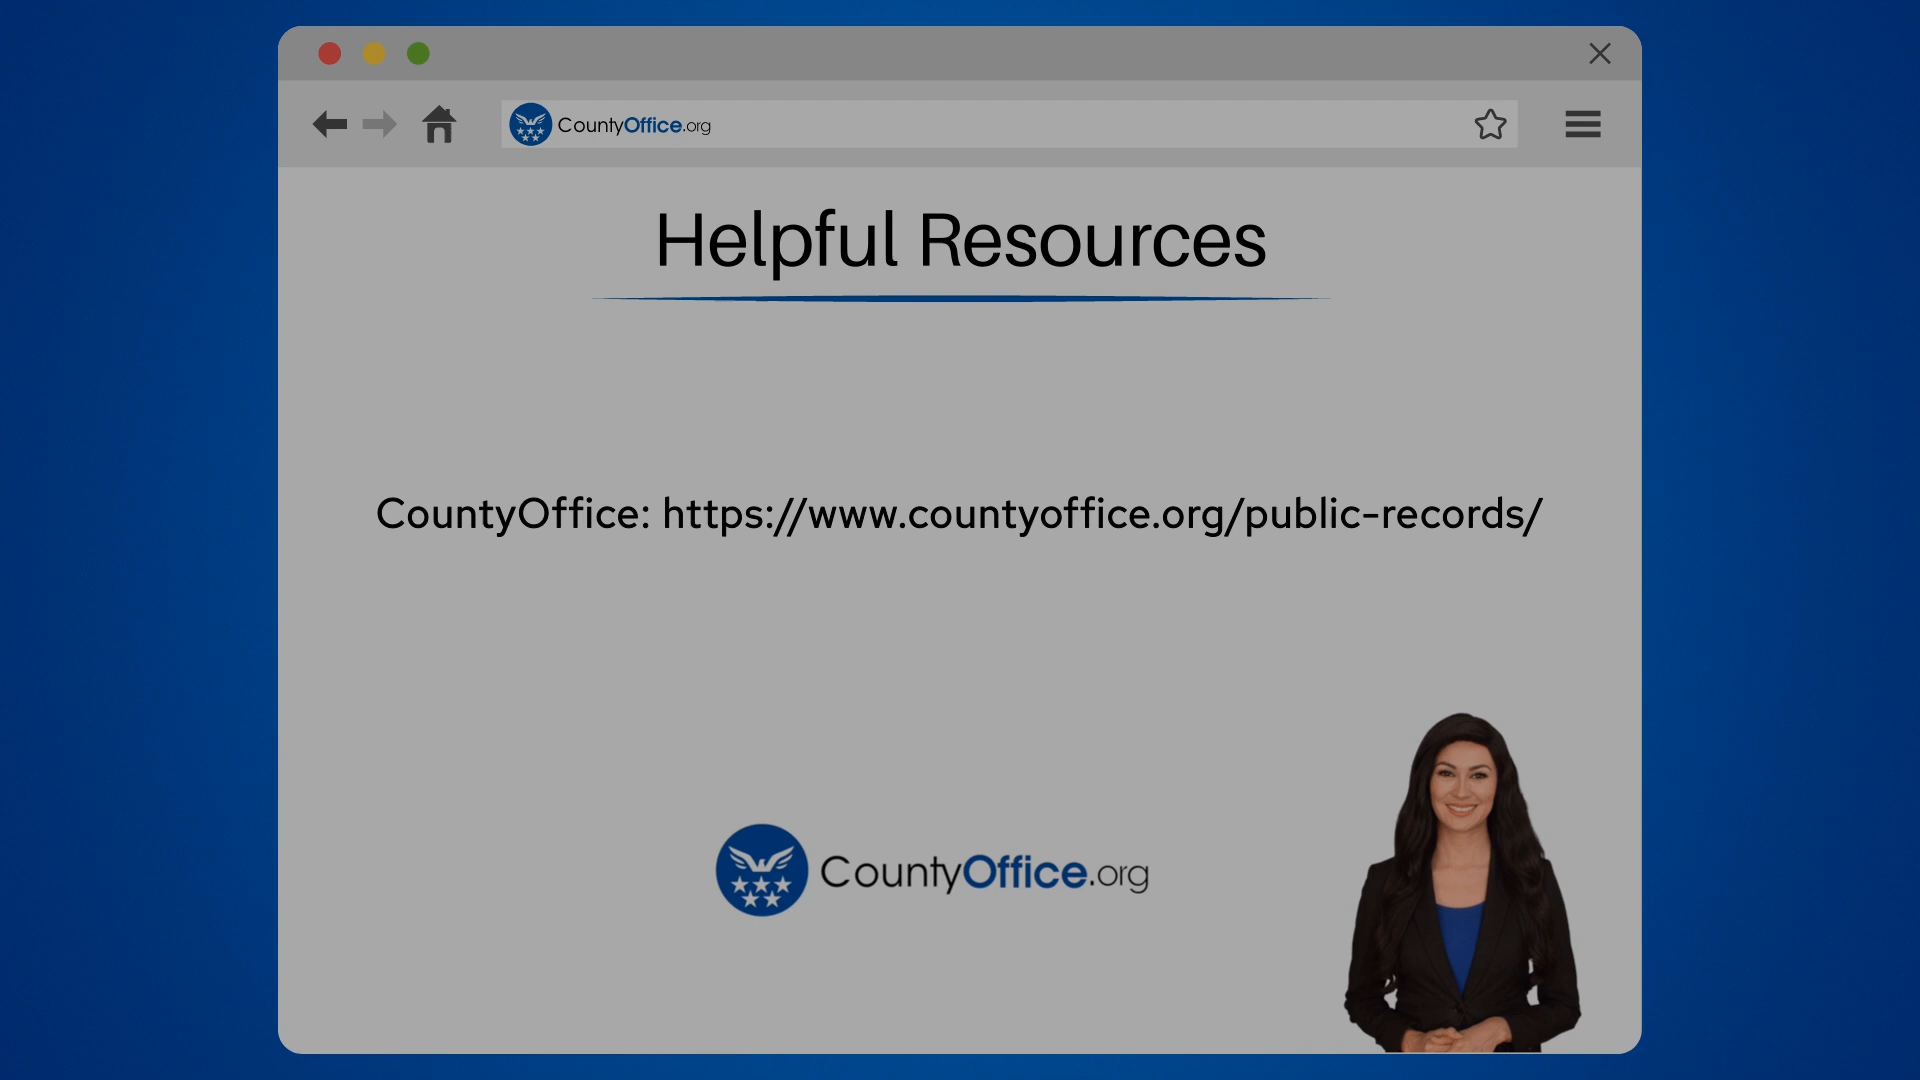 CountyOffice.org
Helpful Resources
CountyOffice: https://www.countyoffice.org/public-records/
CountyOffice.org